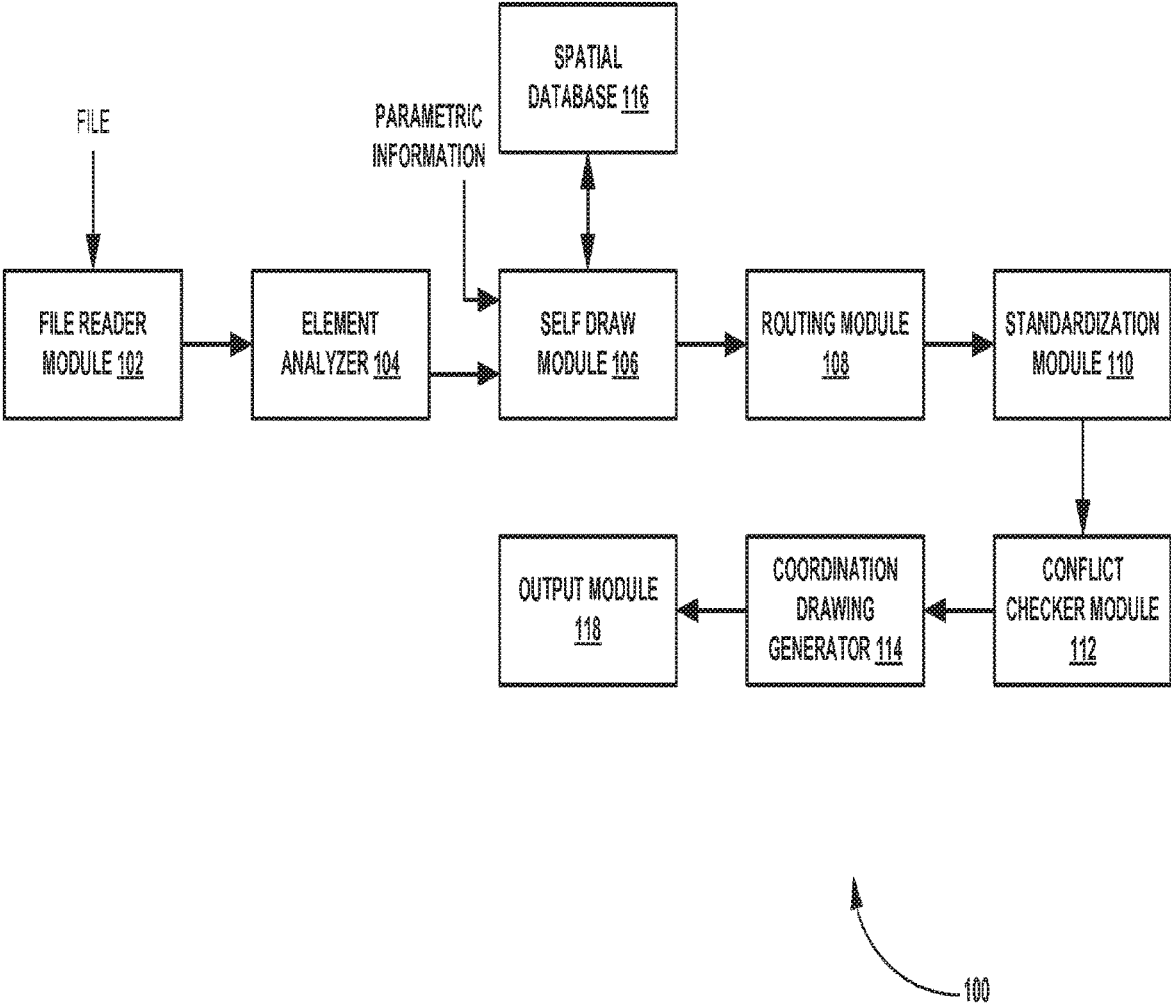 SPATIAL
DATABASE 116
FILE
PARAMETRIC
INFORMATION
FILE READER
MODULE 102
ELEMENT
ANALYZER 104
SELF DRAW
MODULE 106
ROUTING MODULE
108
STANDARDIZATION
MODULE 110
OUTPUT MODULE
118
COORDINATION
DRAWING
GENERATOR 114
CONFLICT
CHECKER MODULE
112
100